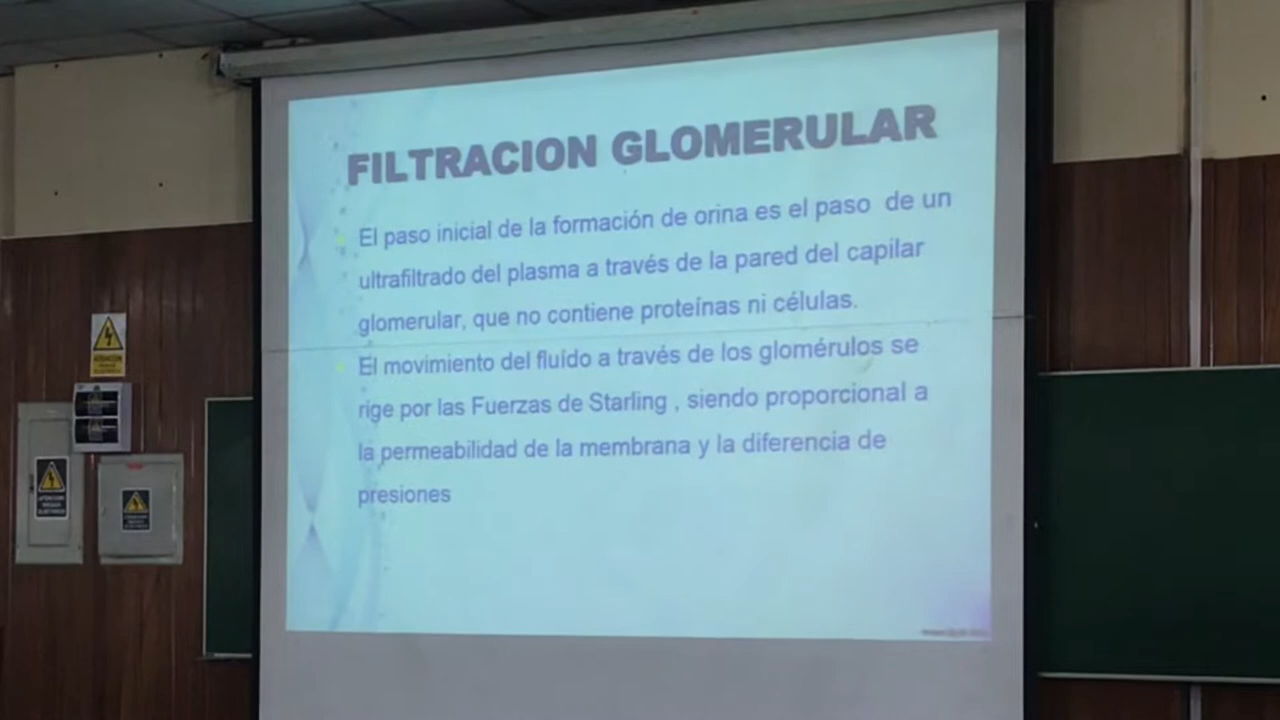 FILTRACION GLOMERULAR
El paso inicial de la formación de orina es el paso de un
ultrafiltrado del plasma a través de la pared del capilar
glomerular, que no contiene proteínas ni células.
El movimiento del fluído a través de los glomérulos se
rige por las Fuerzas de Starling , siendo proporcional a
la permeabilidad de la membrana y la diferencia de
presiones
ATENCION